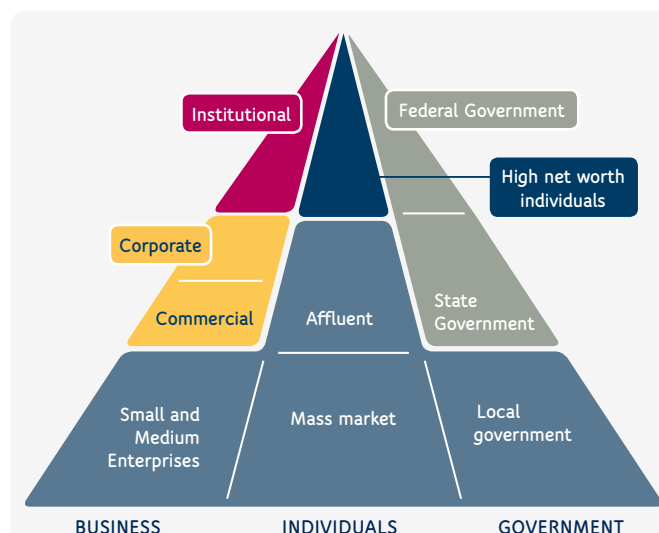 Institutional
Federal Government
High net worth
individuals
Corporate
Commercial
Affluent
State
Government
Small and
Medium
Enterprises
Mass market
Local
government
BUSINESS
INDIVIDUALS
GOVERNMENT